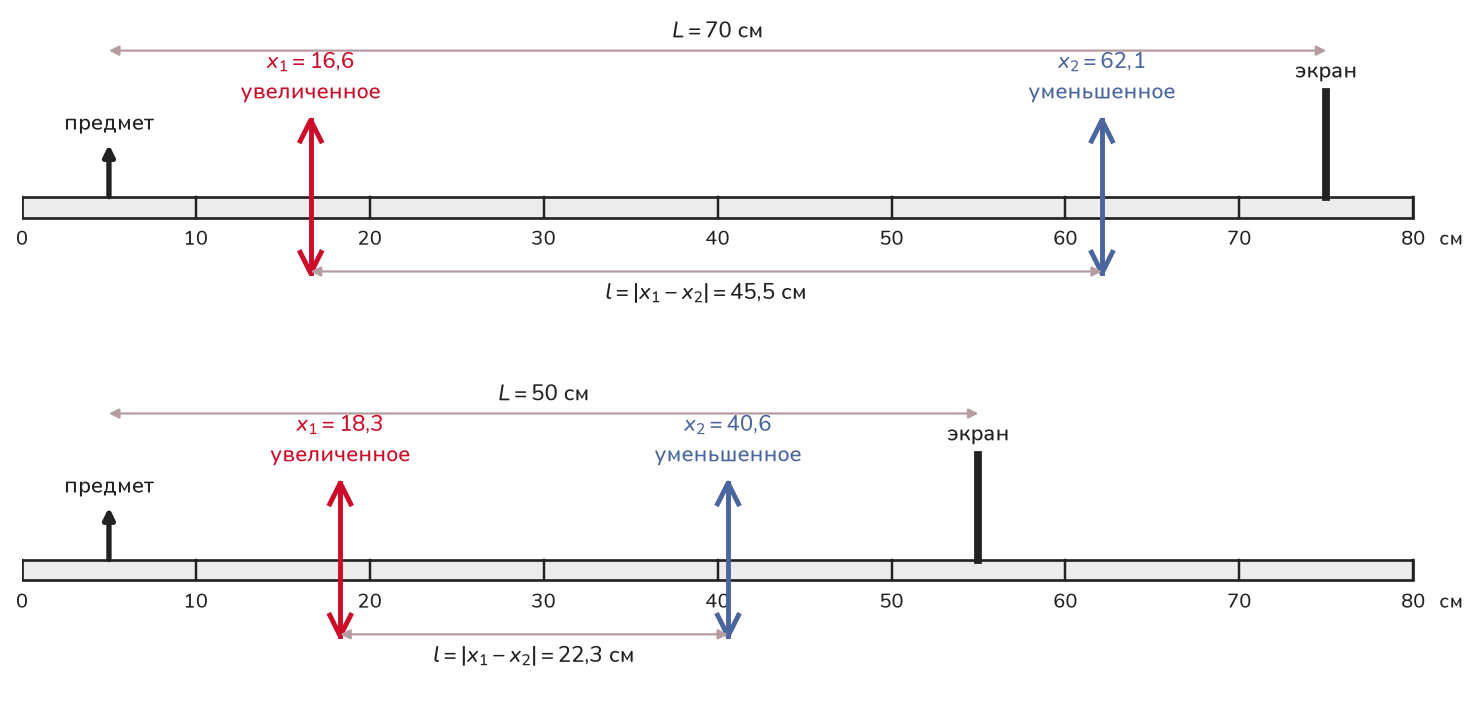 L = 70 см
x₁ = 16,6
увеличенное
x₂ = 62,1
уменьшенное
экран
предмет
0 10 20 30 40 50 60 70 80 см
l = |x₁ − x₂| = 45,5 см
L = 50 см
x₁ = 18,3
увеличенное
x₂ = 40,6
уменьшенное
экран
предмет
0 10 20 30 40 50 60 70 80 см
l = |x₁ − x₂| = 22,3 см